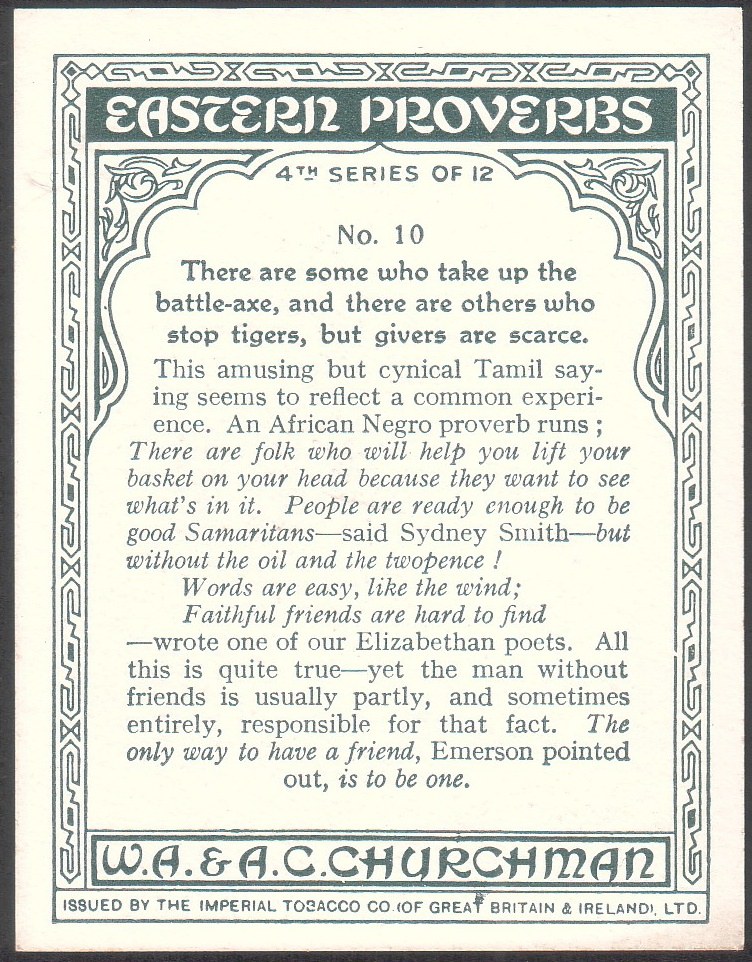 EASTERN PROVERBS
4TH SERIES OF 12
No. 10
There are some who take up the
battle-axe, and there are others who
stop tigers, but givers are scarce.
This amusing but cynical Tamil say-
ing seems to reflect a common experi-
ence. An African Negro proverb runs ;
There are folk who will help you lift your
basket on your head because they want to see
what's in it. People are ready enough to be
good Samaritans—said Sydney Smith—but
without the oil and the twopence !
Words are easy, like the wind;
Faithful friends are hard to find
—wrote one of our Elizabethan poets. All
this is quite true—yet the man without
friends is usually partly, and sometimes
entirely, responsible for that fact. The
only way to have a friend, Emerson pointed
out, is to be one.
W.A. & A.C. CHURCHMAN
ISSUED BY THE IMPERIAL TOBACCO CO. (OF GREAT BRITAIN & IRELAND), LTD.